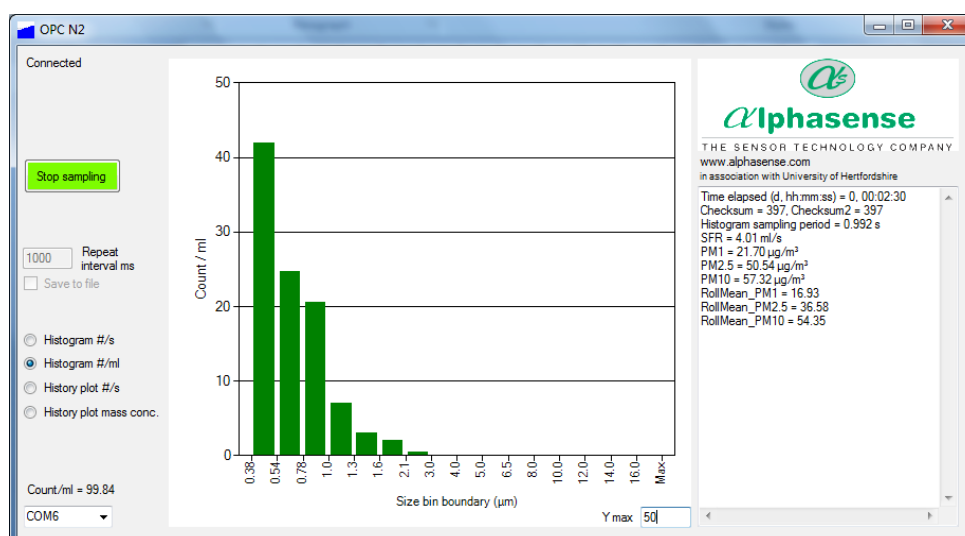 OPC N2
Connected
Stop sampling
1000 Repeat
interval ms
Save to file
Histogram #/s
Histogram #/ml
History plot #/s
History plot mass conc.
Count/ml = 99.84
COM6
50
40
30
20
10
0
Count / ml
0.38
0.54
0.78
1.0
1.3
1.6
2.1
3.0
4.0
5.0
6.5
8.0
10.0
12.0
14.0
16.0
Max
Size bin boundary (µm)
Y max 50
αs
αlphasense
THE SENSOR TECHNOLOGY COMPANY
www.alphasense.com
in association with University of Hertfordshire
Time elapsed (d, hh:mm:ss) = 0, 00:02:30
Checksum = 397, Checksum2 = 397
Histogram sampling period = 0.992 s
SFR = 4.01 ml/s
PM1 = 21.70 µg/m³
PM2.5 = 50.54 µg/m³
PM10 = 57.32 µg/m³
RollMean_PM1 = 16.93
RollMean_PM2.5 = 36.58
RollMean_PM10 = 54.35